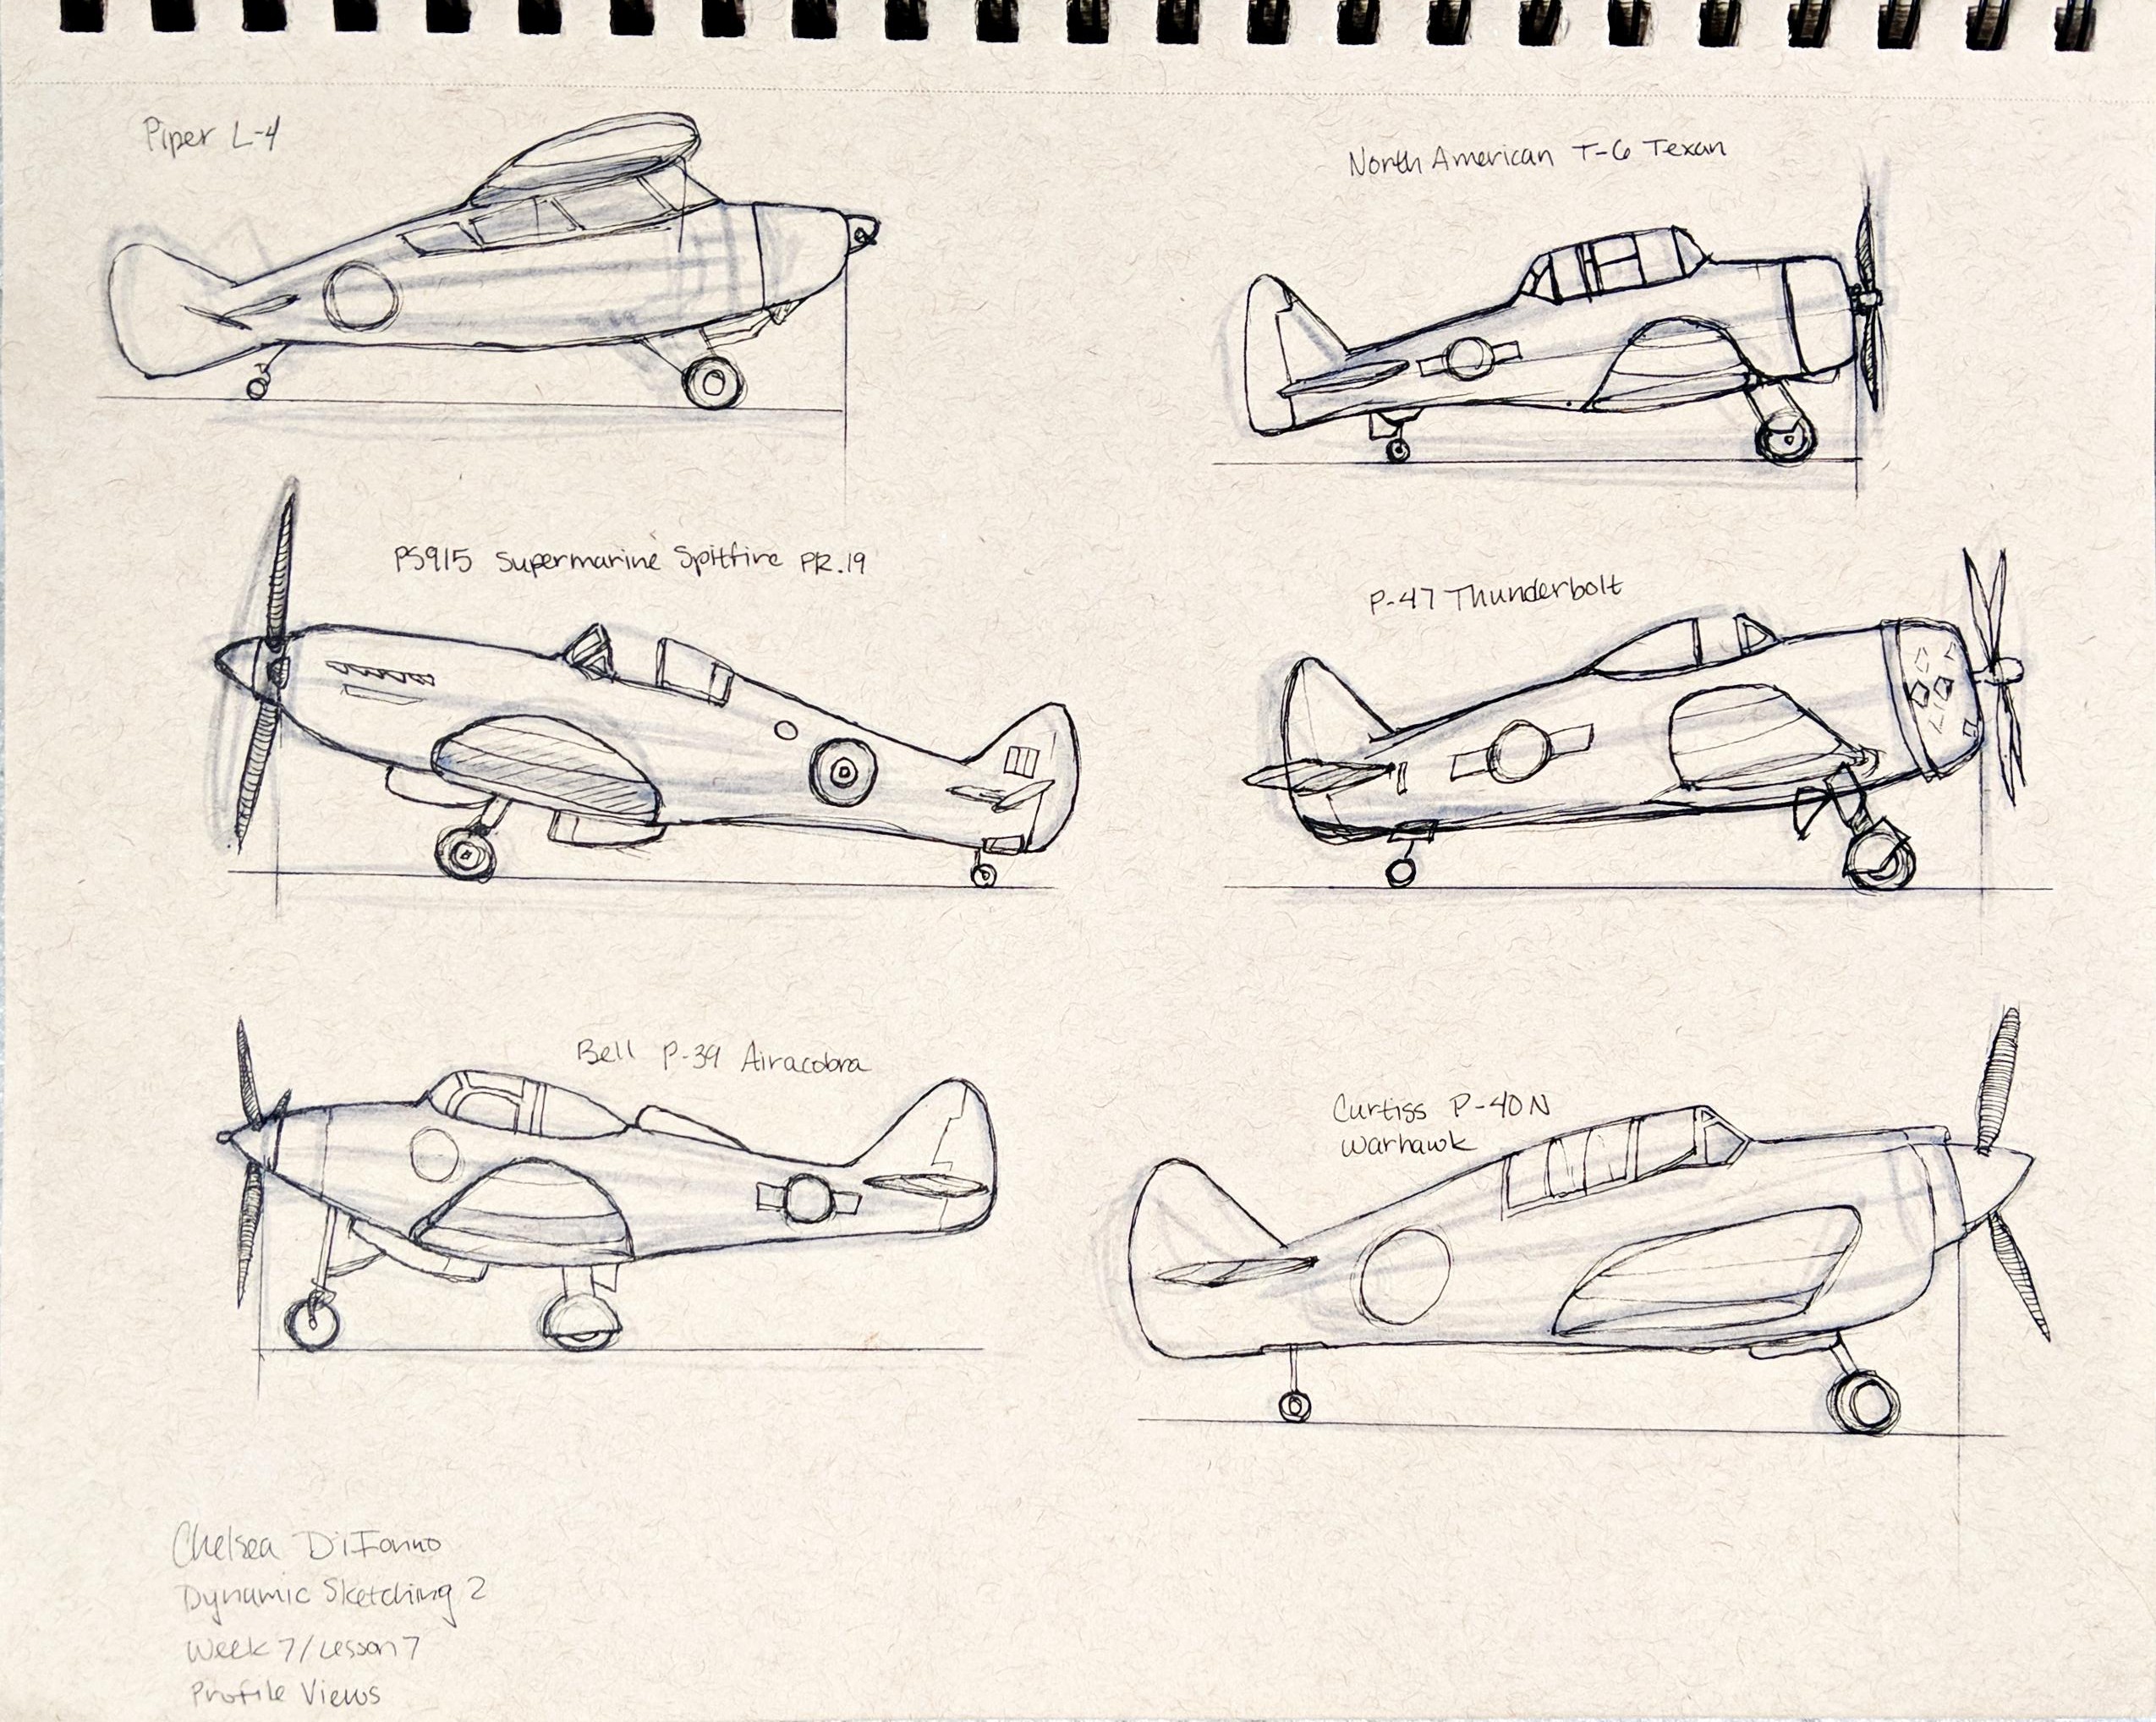 Piper L-4
North American T-6 Texan
PS915 Supermarine Spitfire PR.19
P-47 Thunderbolt
Bell P-39 Airacobra
Curtiss P-40N
Warhawk
Chelsea
Dynamic Sketching 2
Week 7/Lesson 7
Profile Views